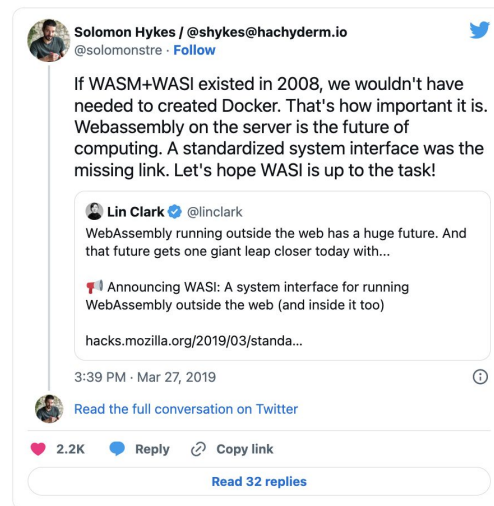 Solomon Hykes / @shykes@hachyderm.io
@solomonstre · Follow
If WASM+WASI existed in 2008, we wouldn't have
needed to created Docker. That's how important it is.
Webassembly on the server is the future of
computing. A standardized system interface was the
missing link. Let's hope WASI is up to the task!
Lin Clark @linclark
WebAssembly running outside the web has a huge future. And
that future gets one giant leap closer today with...
📢 Announcing WASI: A system interface for running
WebAssembly outside the web (and inside it too)
hacks.mozilla.org/2019/03/standa...
3:39 PM · Mar 27, 2019
Read the full conversation on Twitter
2.2K Reply Copy link
Read 32 replies